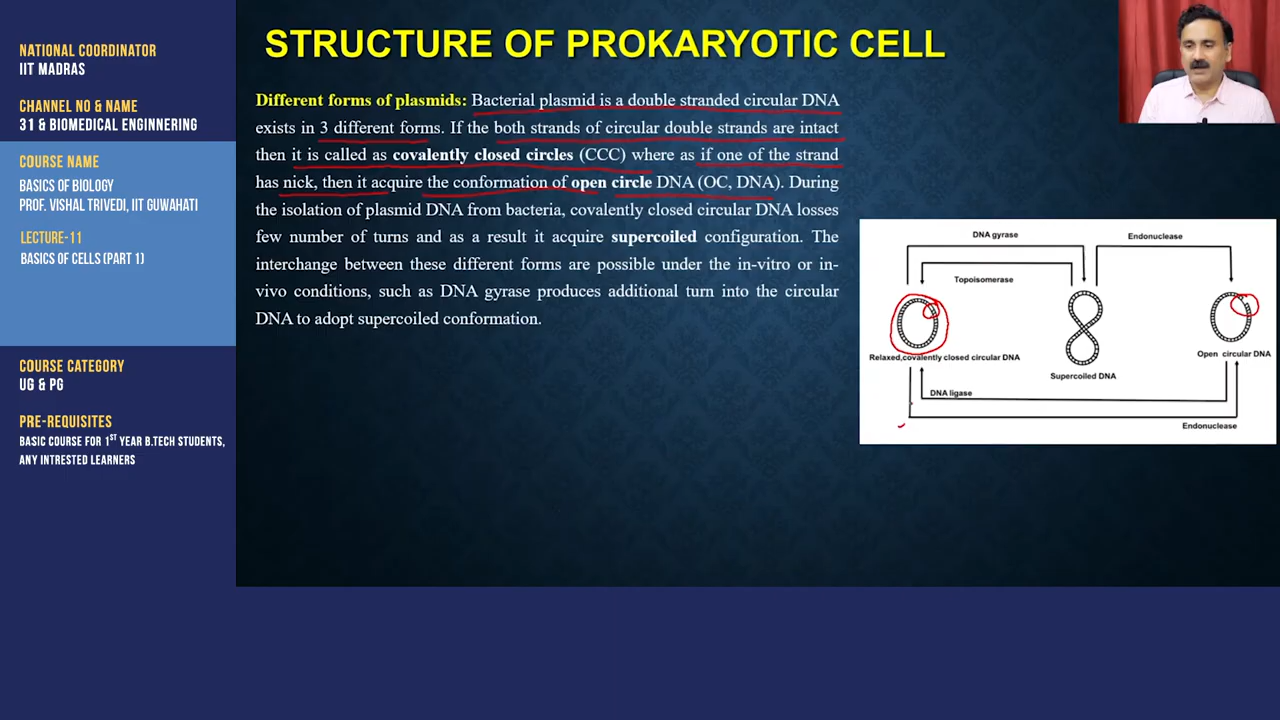 NATIONAL COORDINATOR
IIT MADRAS
CHANNEL NO & NAME
31 & BIOMEDICAL ENGINNERING
COURSE NAME
BASICS OF BIOLOGY
PROF. VISHAL TRIVEDI, IIT GUWAHATI
LECTURE-11
BASICS OF CELLS (PART 1)
COURSE CATEGORY
UG & PG
PRE-REQUISITES
BASIC COURSE FOR 1ST YEAR B.TECH STUDENTS,
ANY INTRESTED LEARNERS
STRUCTURE OF PROKARYOTIC CELL
Different forms of plasmids: Bacterial plasmid is a double stranded circular DNA
exists in 3 different forms. If the both strands of circular double strands are intact
then it is called as covalently closed circles (CCC) where as if one of the strand
has nick, then it acquire the conformation of open circle DNA (OC, DNA). During
the isolation of plasmid DNA from bacteria, covalently closed circular DNA losses
few number of turns and as a result it acquire supercoiled configuration. The
interchange between these different forms are possible under the in-vitro or in-
vivo conditions, such as DNA gyrase produces additional turn into the circular
DNA to adopt supercoiled conformation.
DNA gyrase
Endonuclease
Topoisomerase
Relaxed,covalently closed circular DNA
Supercoiled DNA
Open circular DNA
DNA ligase
Endonuclease